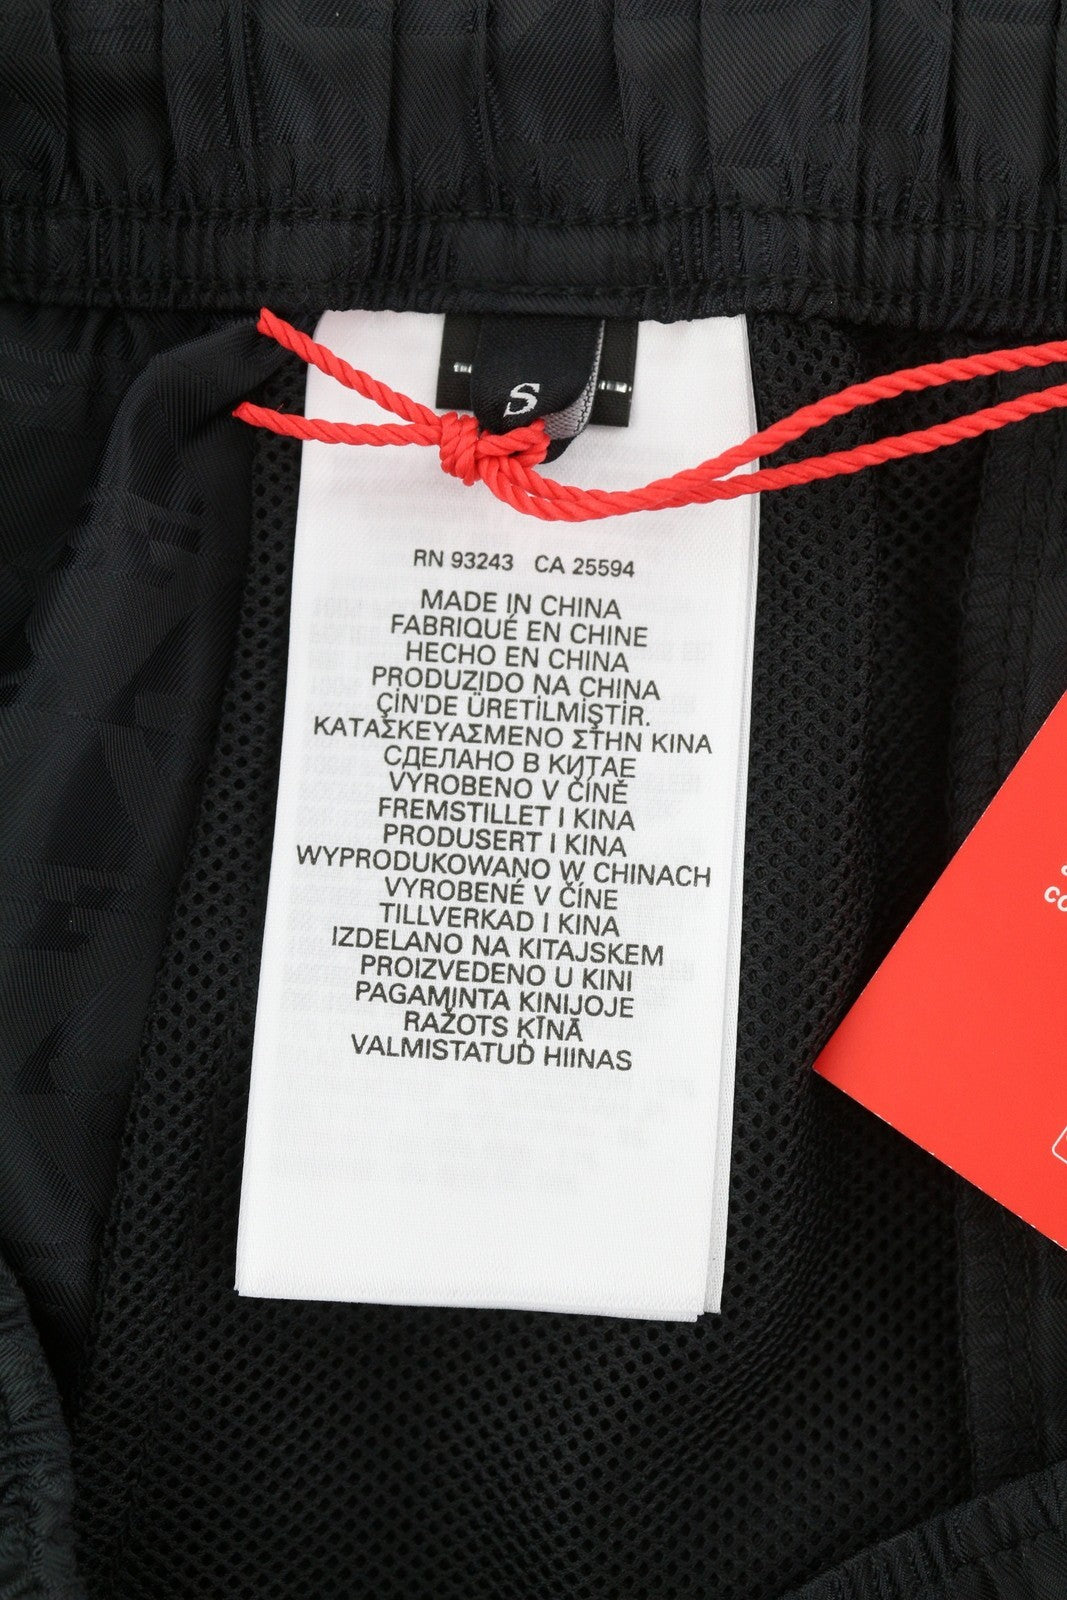 S
RN 93243 CA 25594
MADE IN CHINA
FABRIQUÉ EN CHINE
HECHO EN CHINA
PRODUZIDO NA CHINA
ÇİN'DE ÜRETİLMİŞTİR.
ΚΑΤΑΣΚΕΥΑΣΜΕΝΟ ΣΤΗΝ ΚΙΝΑ
СДЕЛАНО В КИТАЕ
VYROBENO V ČÍNĚ
FREMSTILLET I KINA
PRODUSERT I KINA
WYPRODUKOWANO W CHINACH
VYROBENÉ V ČÍNE
TILLVERKAD I KINA
IZDELANO NA KITAJSKEM
PROIZVEDENO U KINI
PAGAMINTA KINIJOJE
RAŽOTS ĶĪNĀ
VALMISTATUD HIINAS